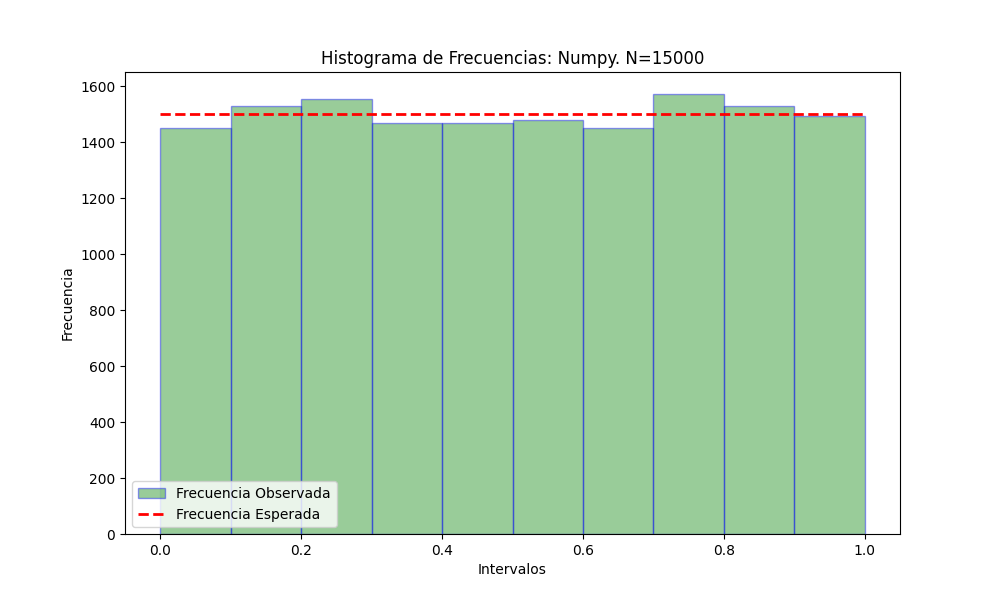 Histograma de Frecuencias: Numpy. N=15000
1600
1400
1200
1000
800
600
400
200
0
Frecuencia
Frecuencia Observada
Frecuencia Esperada
0.0 0.2 0.4 0.6 0.8 1.0
Intervalos